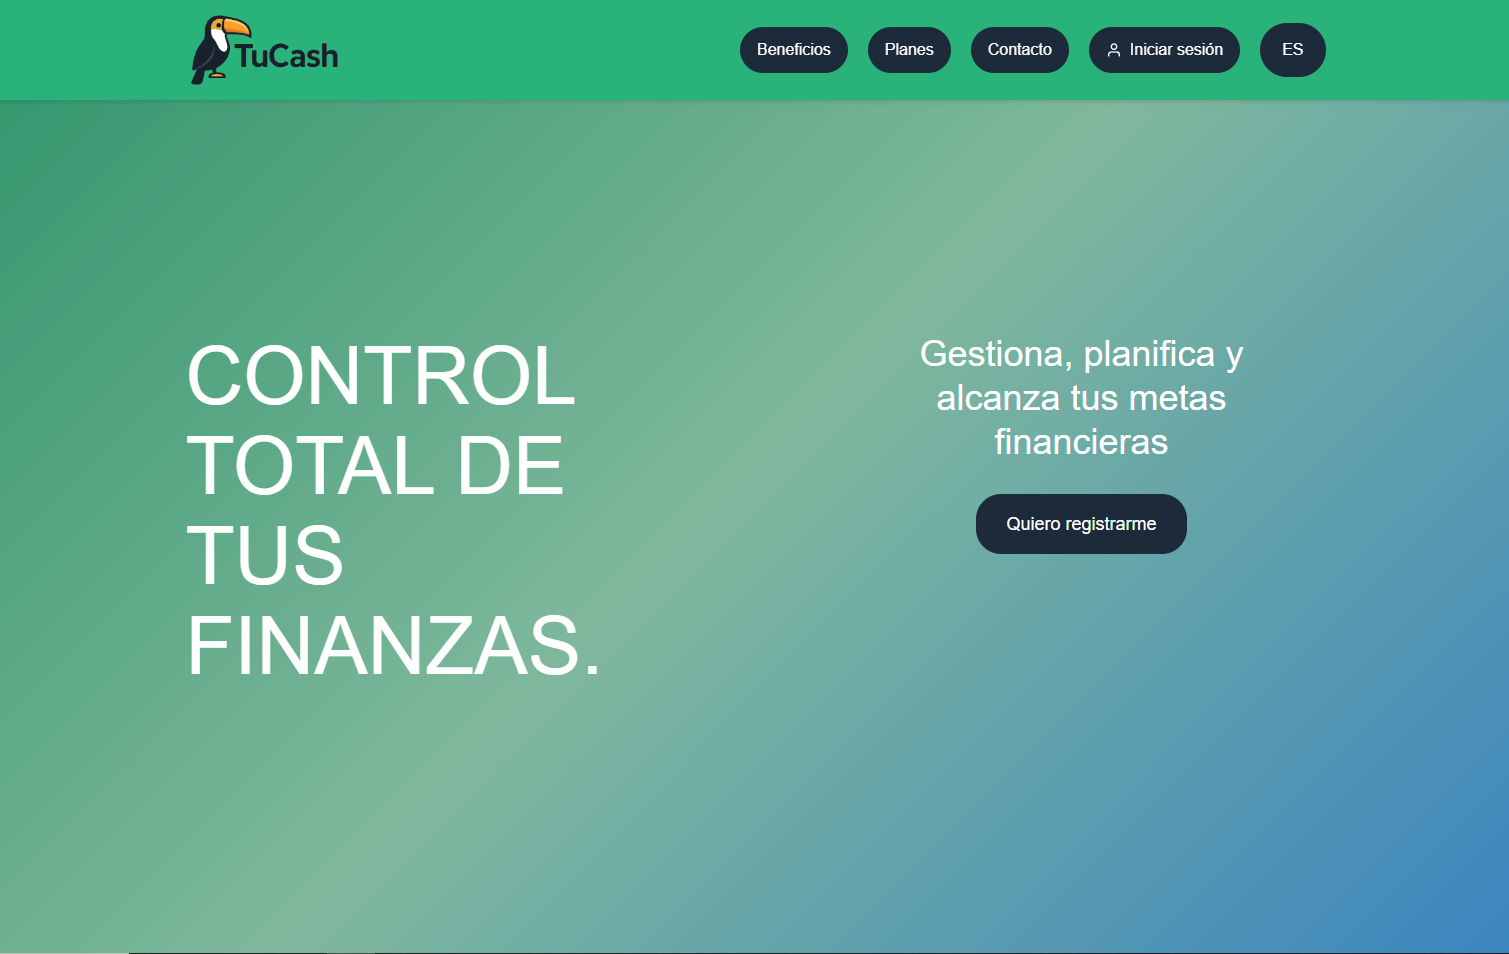 TuCash
Beneficios
Planes
Contacto
Iniciar sesión
ES
CONTROL
TOTAL DE
TUS
FINANZAS.
Gestiona, planifica y
alcanza tus metas
financieras
Quiero registrarme